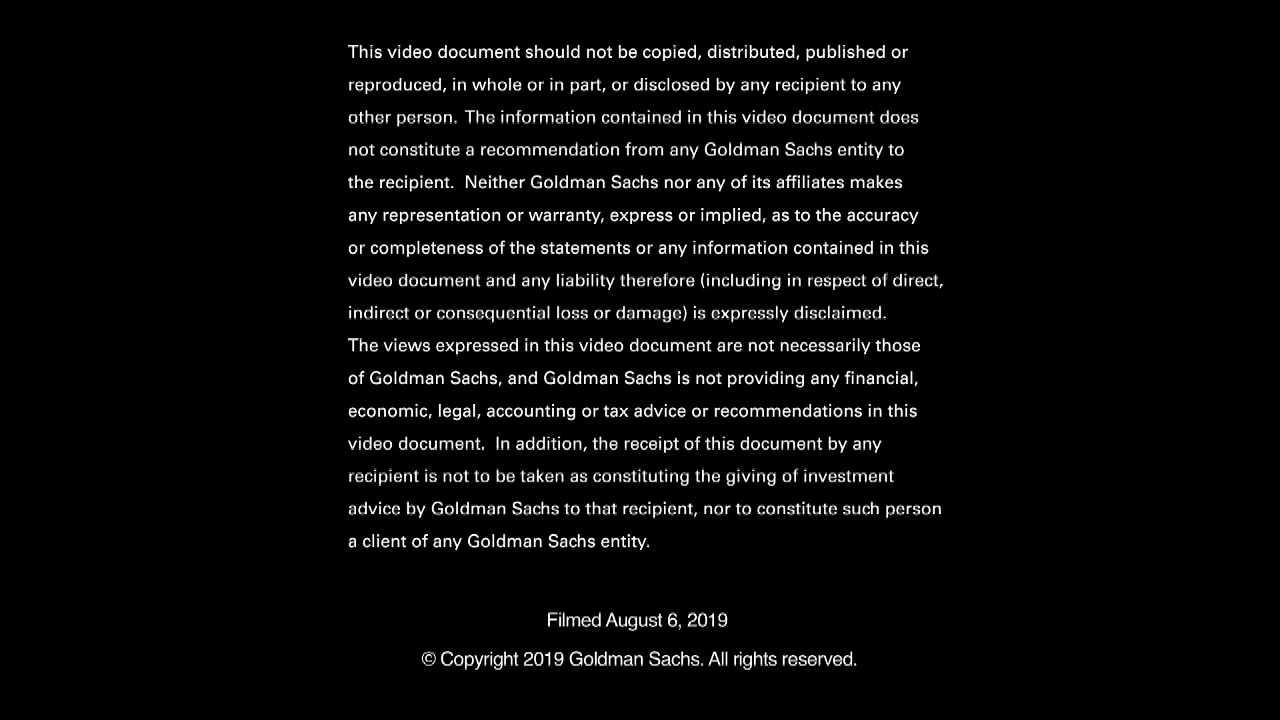 This video document should not be copied, distributed, published or
reproduced, in whole or in part, or disclosed by any recipient to any
other person.  The information contained in this video document does
not constitute a recommendation from any Goldman Sachs entity to
the recipient.  Neither Goldman Sachs nor any of its affiliates makes
any representation or warranty, express or implied, as to the accuracy
or completeness of the statements or any information contained in this
video document and any liability therefore (including in respect of direct,
indirect or consequential loss or damage) is expressly disclaimed.
The views expressed in this video document are not necessarily those
of Goldman Sachs, and Goldman Sachs is not providing any financial,
economic, legal, accounting or tax advice or recommendations in this
video document.  In addition, the receipt of this document by any
recipient is not to be taken as constituting the giving of investment
advice by Goldman Sachs to that recipient, nor to constitute such person
a client of any Goldman Sachs entity.
Filmed August 6, 2019
© Copyright 2019 Goldman Sachs. All rights reserved.